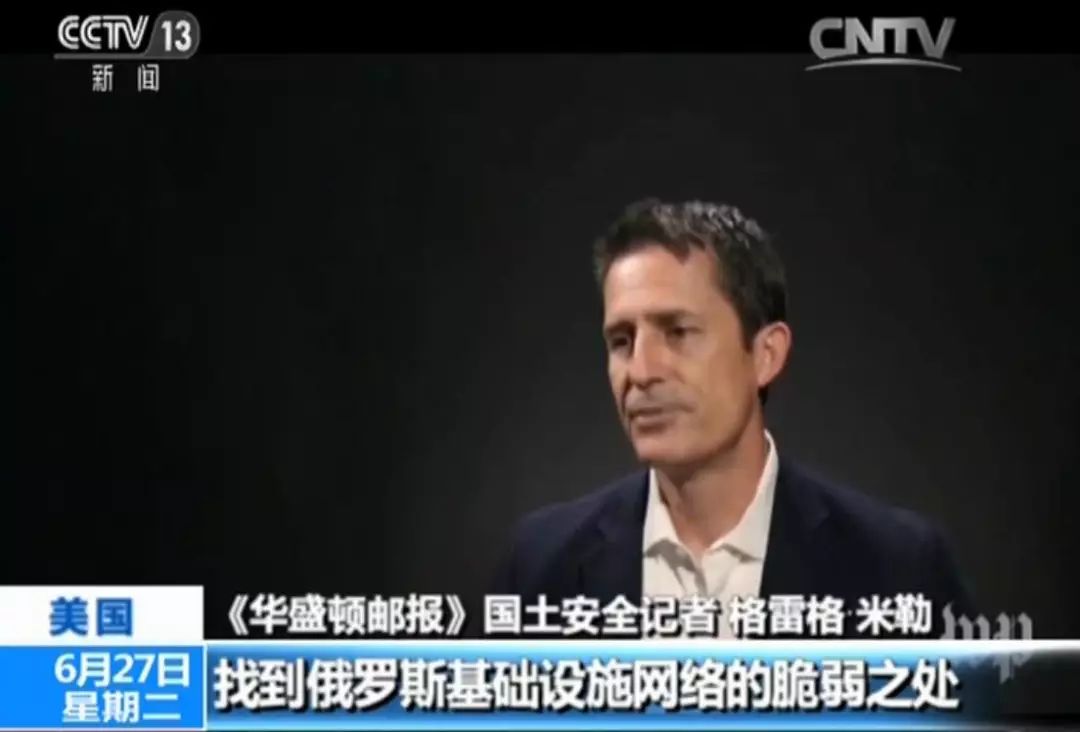 CCTV 13
新闻
CNTV
美国
《华盛顿邮报》国土安全记者 格雷格·米勒
wp
6月27日
星期二
找到俄罗斯基础设施网络的脆弱之处